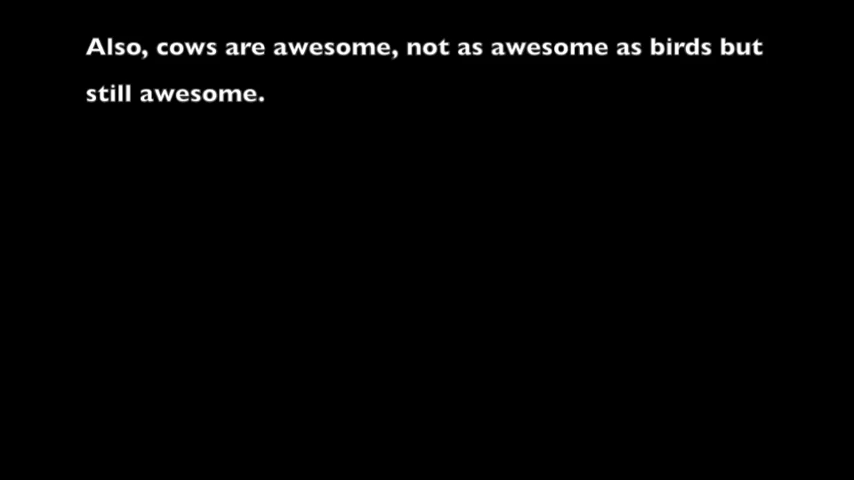 Also, cows are awesome, not as awesome as birds but
still awesome.